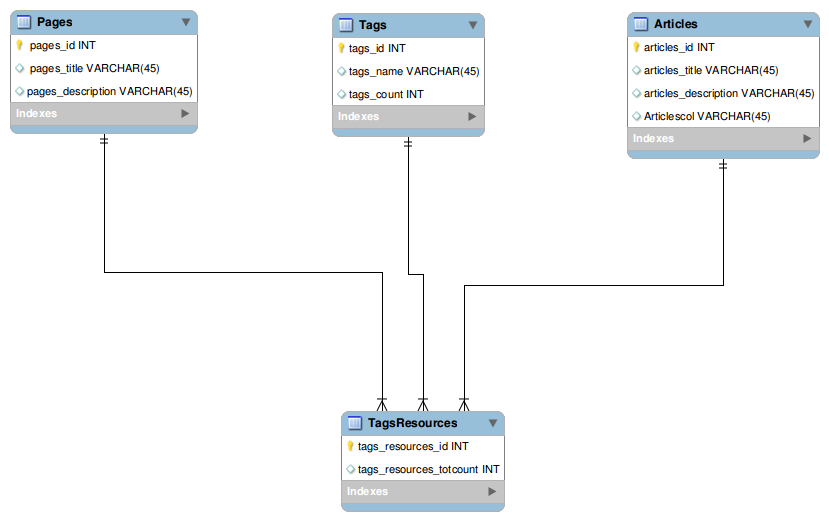 Pages
pages_id INT
pages_title VARCHAR(45)
pages_description VARCHAR(45)
Indexes
Tags
tags_id INT
tags_name VARCHAR(45)
tags_count INT
Indexes
Articles
articles_id INT
articles_title VARCHAR(45)
articles_description VARCHAR(45)
Articlescol VARCHAR(45)
Indexes
TagsResources
tags_resources_id INT
tags_resources_totcount INT
Indexes